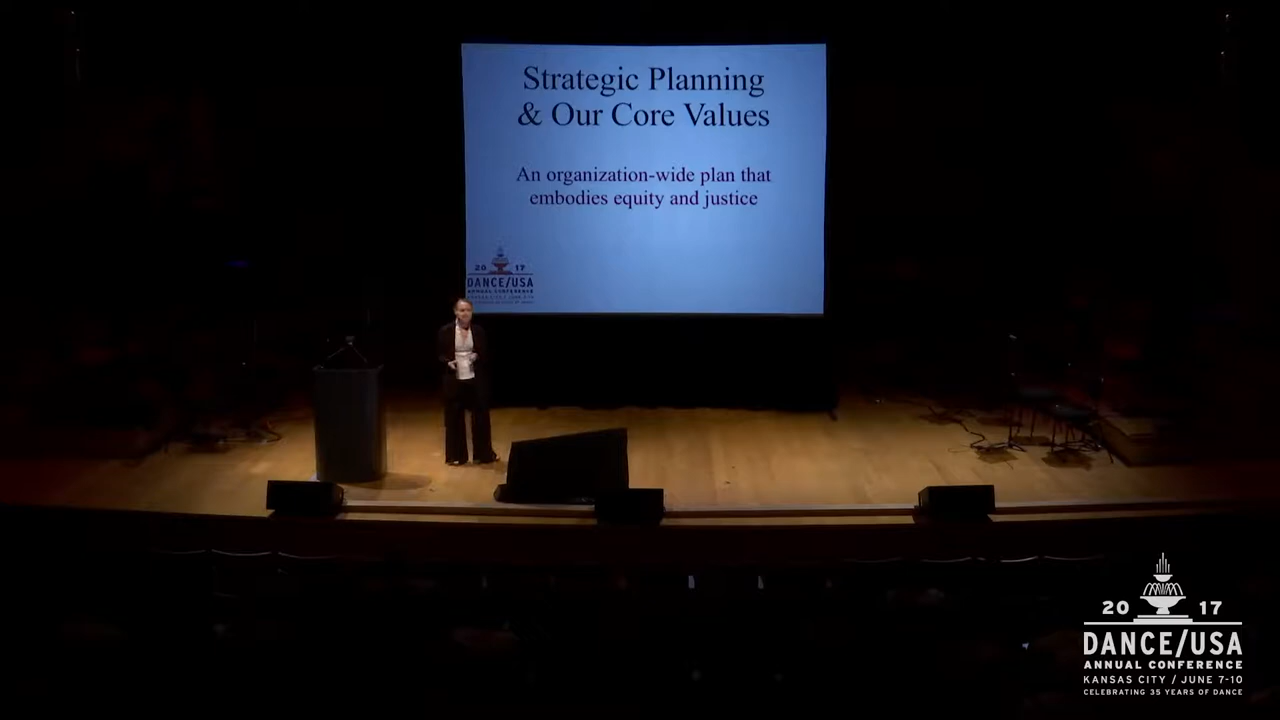 Strategic Planning
& Our Core Values
An organization-wide plan that
embodies equity and justice
20 17
DANCE/USA
ANNUAL CONFERENCE
20 17
DANCE/USA
ANNUAL CONFERENCE
KANSAS CITY / JUNE 7-10
CELEBRATING 35 YEARS OF DANCE